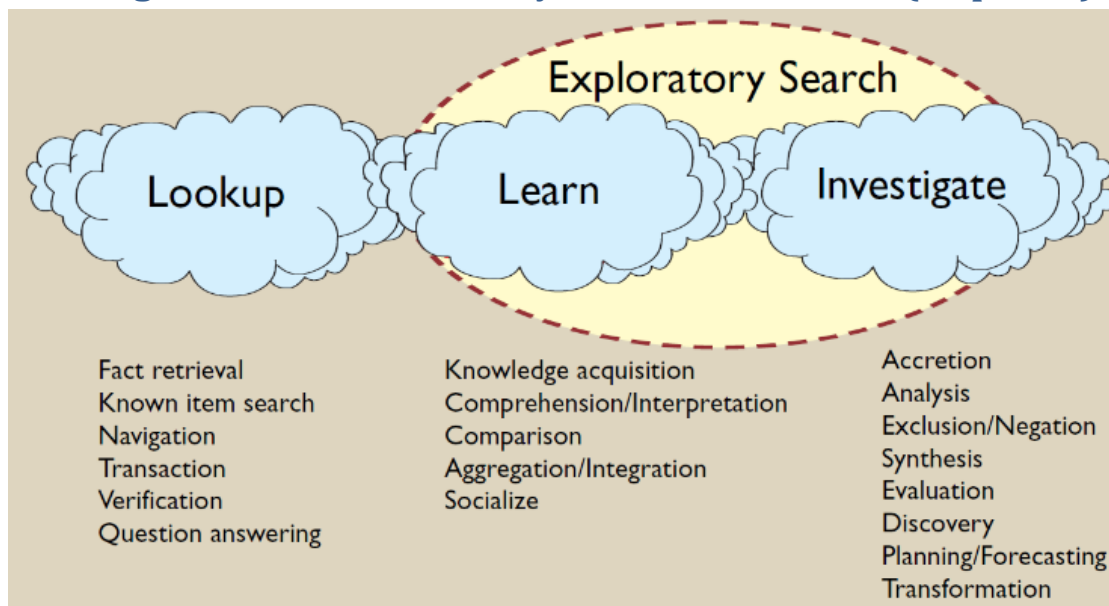 Exploratory Search
Lookup
Learn
Investigate
Fact retrieval
Known item search
Navigation
Transaction
Verification
Question answering
Knowledge acquisition
Comprehension/Interpretation
Comparison
Aggregation/Integration
Socialize
Accretion
Analysis
Exclusion/Negation
Synthesis
Evaluation
Discovery
Planning/Forecasting
Transformation